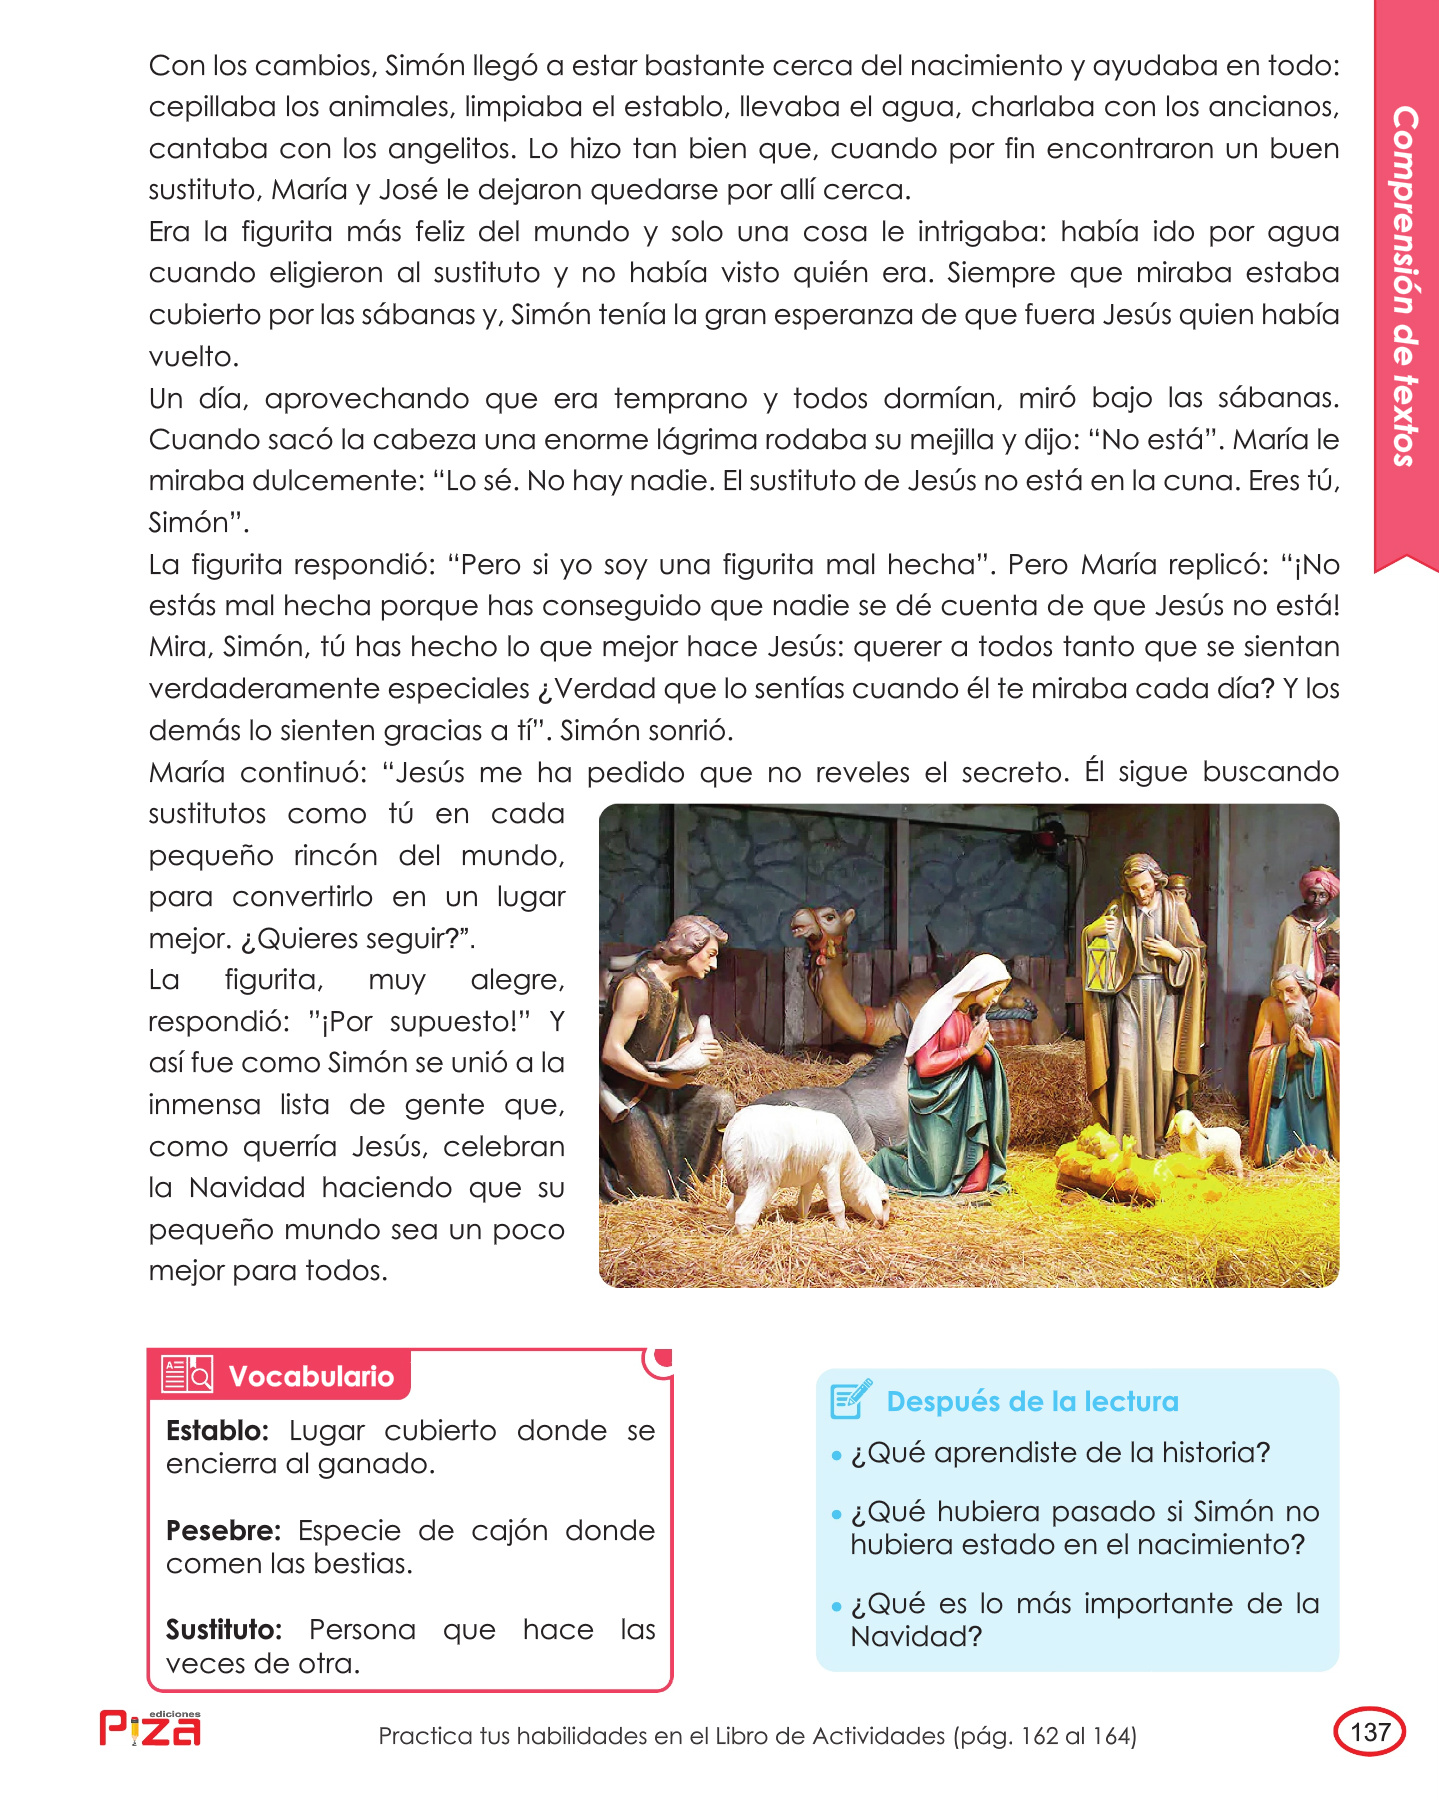 Con los cambios, Simón llegó a estar bastante cerca del nacimiento y ayudaba en todo:
cepillaba los animales, limpiaba el establo, llevaba el agua, charlaba con los ancianos,
cantaba con los angelitos. Lo hizo tan bien que, cuando por fin encontraron un buen
sustituto, María y José le dejaron quedarse por allí cerca.
Era la figurita más feliz del mundo y solo una cosa le intrigaba: había ido por agua
cuando eligieron al sustituto y no había visto quién era. Siempre que miraba estaba
cubierto por las sábanas y, Simón tenía la gran esperanza de que fuera Jesús quien había
vuelto.
Un día, aprovechando que era temprano y todos dormían, miró bajo las sábanas.
Cuando sacó la cabeza una enorme lágrima rodaba su mejilla y dijo: “No está”. María le
miraba dulcemente: “Lo sé. No hay nadie. El sustituto de Jesús no está en la cuna. Eres tú,
Simón”.
La figurita respondió: “Pero si yo soy una figurita mal hecha”. Pero María replicó: “¡No
estás mal hecha porque has conseguido que nadie se dé cuenta de que Jesús no está!
Mira, Simón, tú has hecho lo que mejor hace Jesús: querer a todos tanto que se sientan
verdaderamente especiales ¿Verdad que lo sentías cuando él te miraba cada día? Y los
demás lo sienten gracias a tí”. Simón sonrió.
María continuó: “Jesús me ha pedido que no reveles el secreto. Él sigue buscando
sustitutos como tú en cada
pequeño rincón del mundo,
para convertirlo en un lugar
mejor. ¿Quieres seguir?”.
La figurita, muy alegre,
respondió: ”¡Por supuesto!” Y
así fue como Simón se unió a la
inmensa lista de gente que,
como querría Jesús, celebran
la Navidad haciendo que su
pequeño mundo sea un poco
mejor para todos.
Comprensión de textos
Vocabulario
Establo: Lugar cubierto donde se
encierra al ganado.
Pesebre: Especie de cajón donde
comen las bestias.
Sustituto: Persona que hace las
veces de otra.
Después de la lectura
• ¿Qué aprendiste de la historia?
• ¿Qué hubiera pasado si Simón no
hubiera estado en el nacimiento?
• ¿Qué es lo más importante de la
Navidad?
ediciones
PIZA
Practica tus habilidades en el Libro de Actividades (pág. 162 al 164)
137